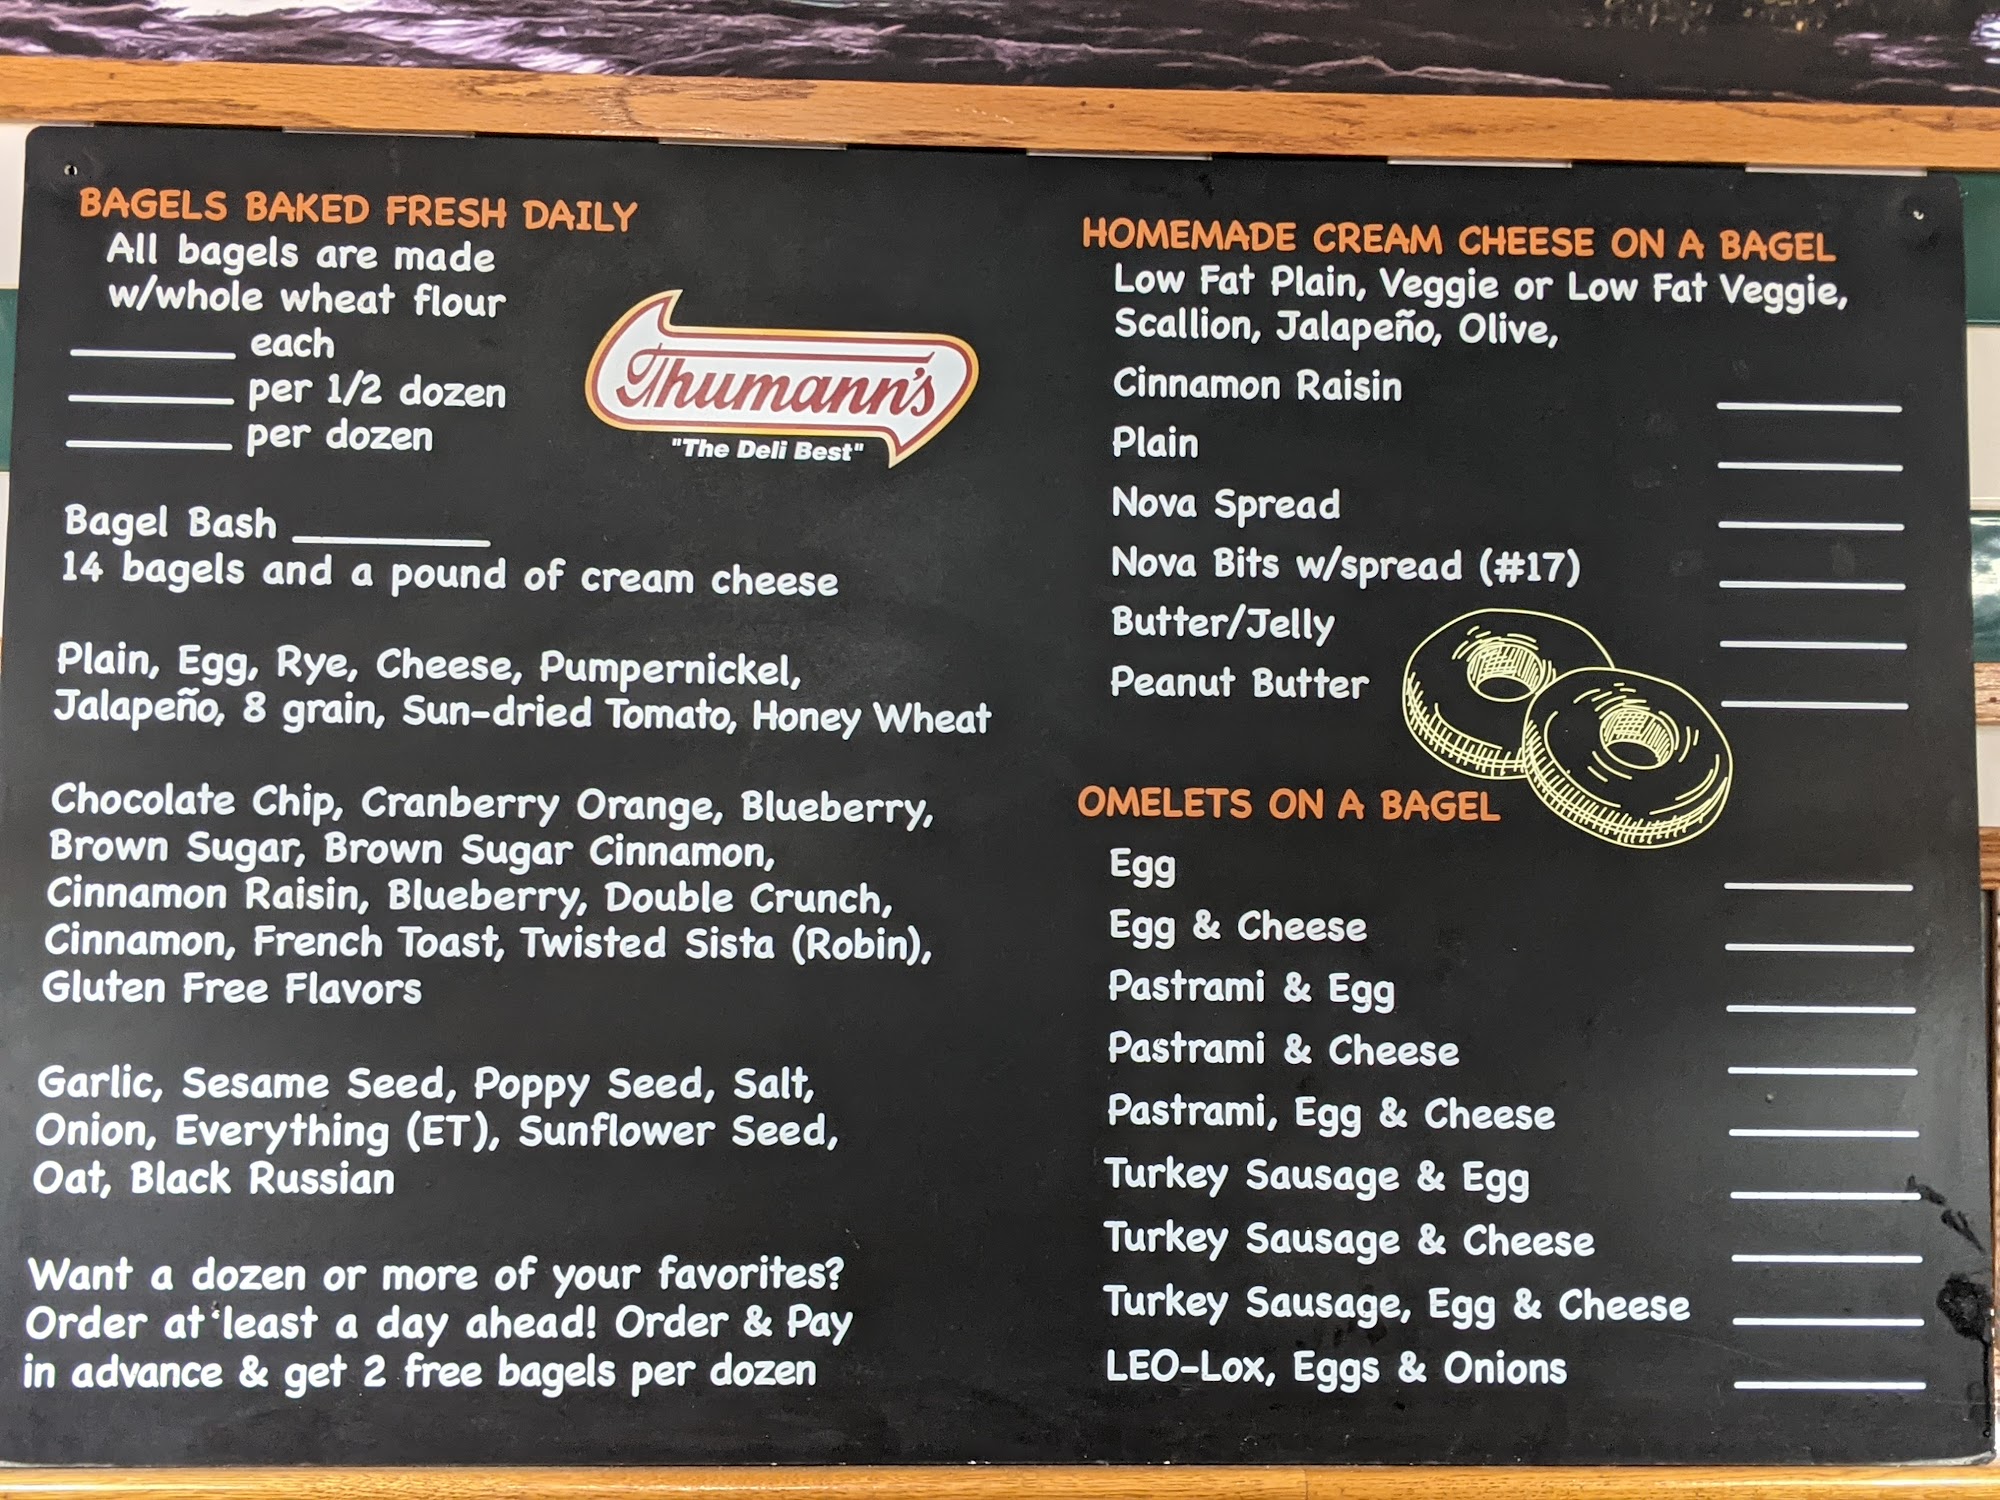 BAGELS BAKED FRESH DAILY
All bagels are made
w/whole wheat flour
each
per 1/2 dozen
per dozen
Thumann's
"The Deli Best"
Bagel Bash
14 bagels and a pound of cream cheese
Plain, Egg, Rye, Cheese, Pumpernickel,
Jalapeño, 8 grain, Sun-dried Tomato, Honey Wheat
Chocolate Chip, Cranberry Orange, Blueberry,
Brown Sugar, Brown Sugar Cinnamon,
Cinnamon Raisin, Blueberry, Double Crunch,
Cinnamon, French Toast, Twisted Sista (Robin),
Gluten Free Flavors
Garlic, Sesame Seed, Poppy Seed, Salt,
Onion, Everything (ET), Sunflower Seed,
Oat, Black Russian
Want a dozen or more of your favorites?
Order at least a day ahead! Order & Pay
in advance & get 2 free bagels per dozen
HOMEMADE CREAM CHEESE ON A BAGEL
Low Fat Plain, Veggie or Low Fat Veggie,
Scallion, Jalapeño, Olive,
Cinnamon Raisin
Plain
Nova Spread
Nova Bits w/spread (#17)
Butter/Jelly
Peanut Butter
OMELETS ON A BAGEL
Egg
Egg & Cheese
Pastrami & Egg
Pastrami & Cheese
Pastrami, Egg & Cheese
Turkey Sausage & Egg
Turkey Sausage & Cheese
Turkey Sausage, Egg & Cheese
LEO-Lox, Eggs & Onions